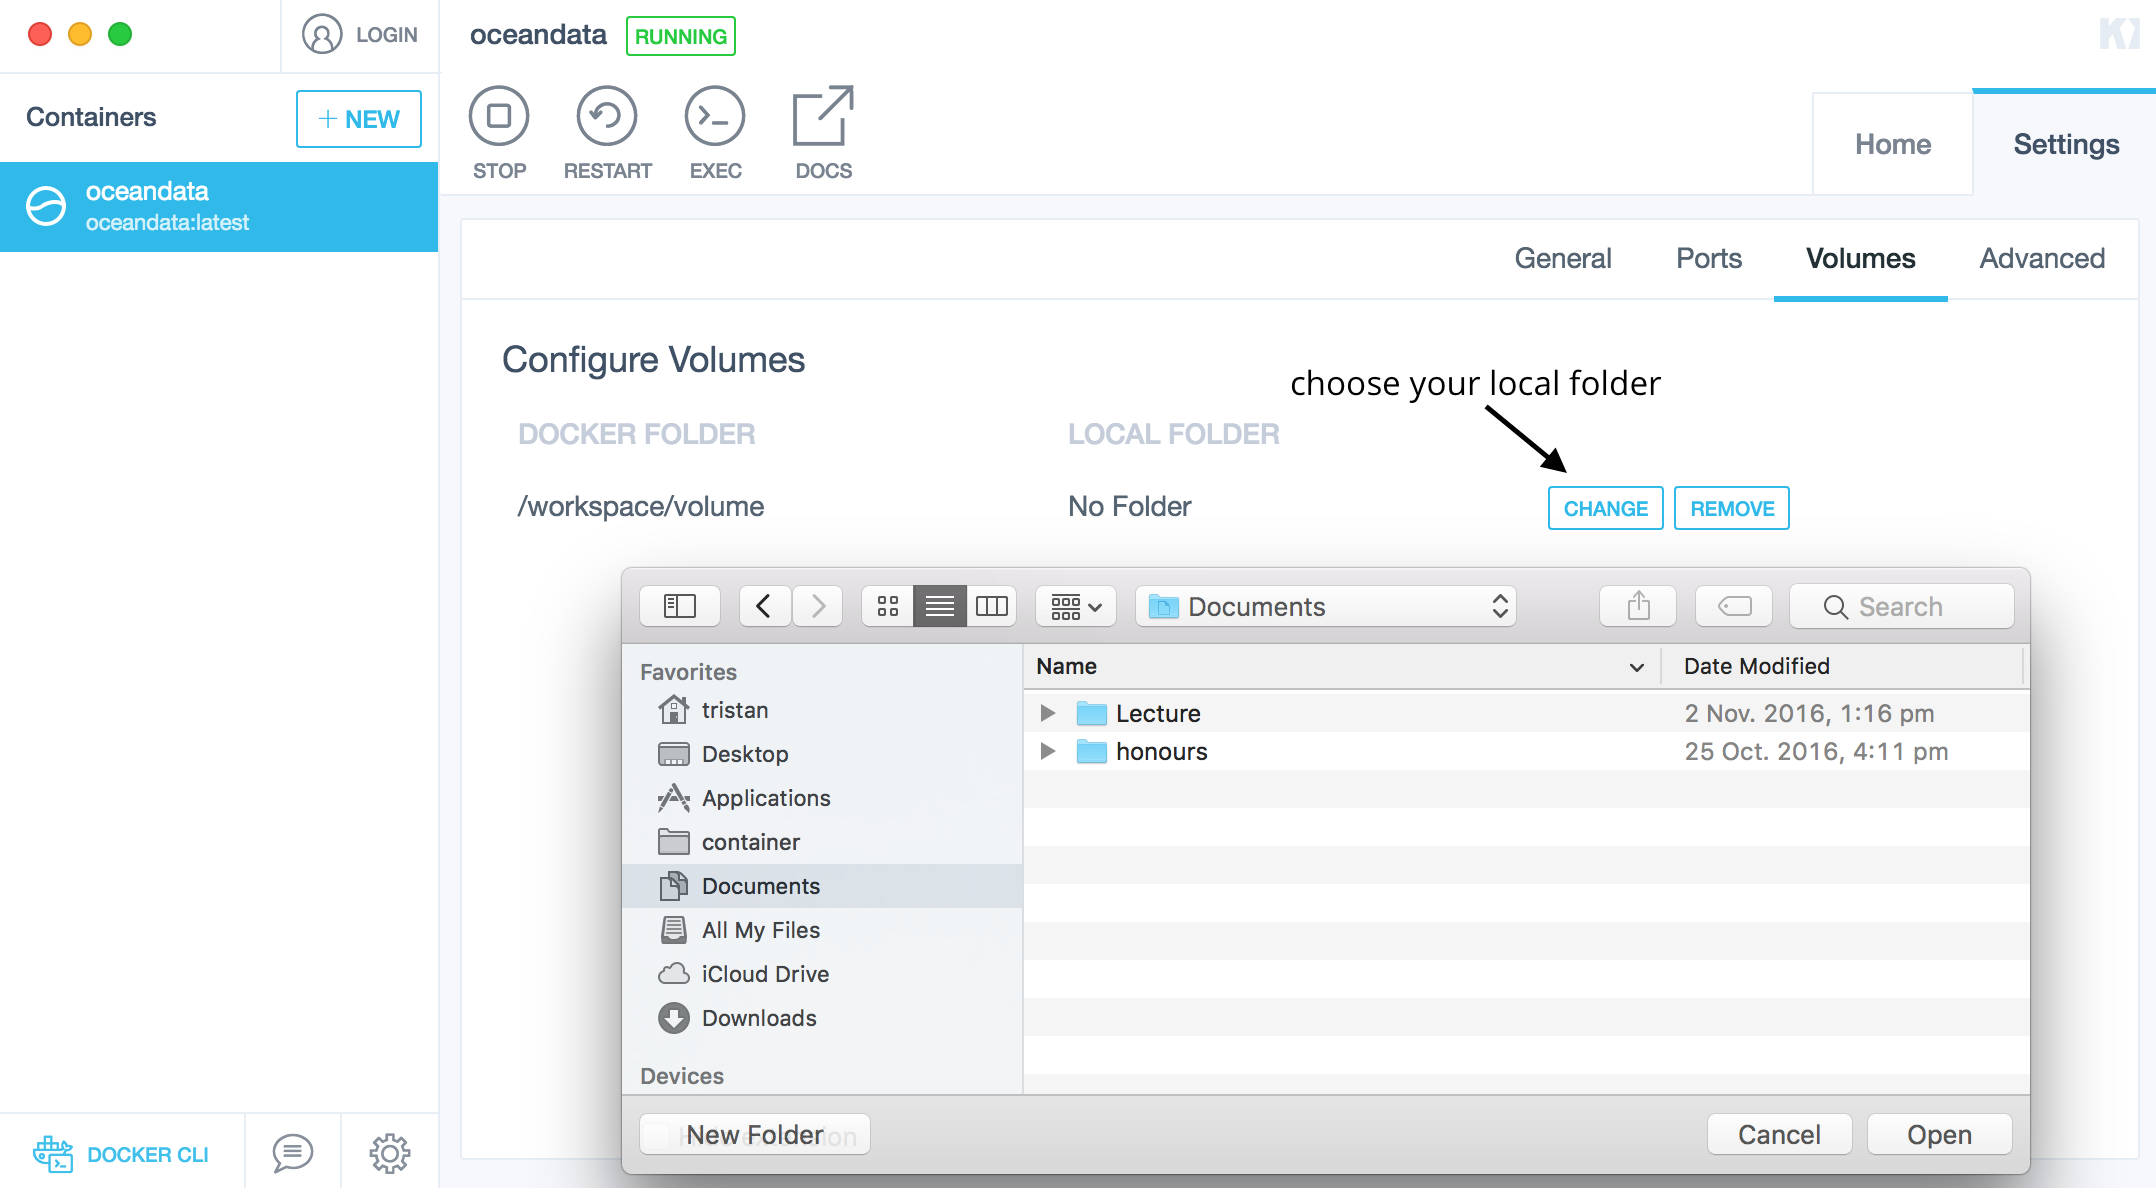 LOGIN
oceandata RUNNING
Containers
+ NEW
oceandata
oceandata:latest
STOP RESTART EXEC DOCS
Home Settings
General Ports Volumes Advanced
Configure Volumes
choose your local folder
DOCKER FOLDER LOCAL FOLDER
/workspace/volume No Folder CHANGE REMOVE
Documents
Search
Favorites
tristan
Desktop
Applications
container
Documents
All My Files
iCloud Drive
Downloads
Devices
Name Date Modified
Lecture 2 Nov. 2016, 1:16 pm
honours 25 Oct. 2016, 4:11 pm
New Folder
Cancel Open
DOCKER CLI